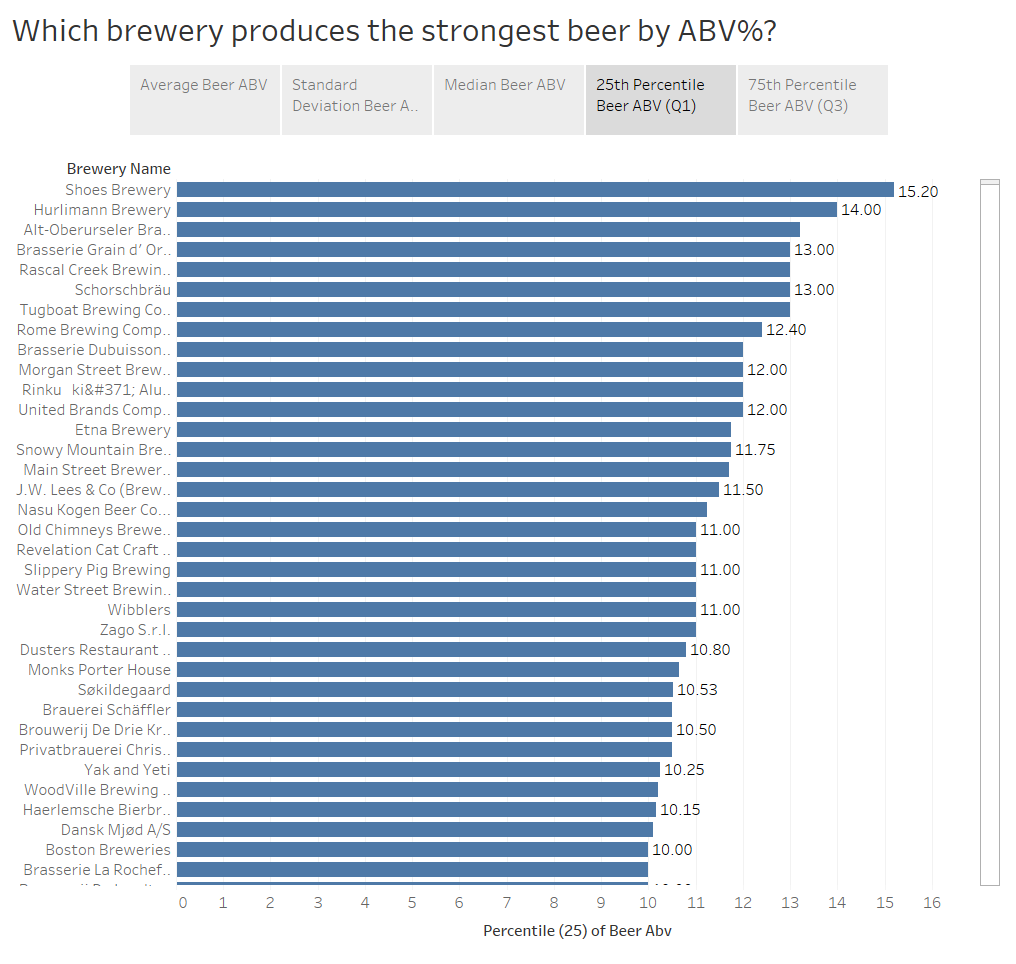 Which brewery produces the strongest beer by ABV%?
Average Beer ABV
Standard
Deviation Beer A..
Median Beer ABV
25th Percentile
Beer ABV (Q1)
75th Percentile
Beer ABV (Q3)
Brewery Name
Shoes Brewery 15.20
Hurlimann Brewery 14.00
Alt-Oberurseler Bra..
Brasserie Grain d' Or.. 13.00
Rascal Creek Brewin..
Schorschbräu 13.00
Tugboat Brewing Co..
Rome Brewing Comp.. 12.40
Brasserie Dubuisson..
Morgan Street Brew.. 12.00
Rinku ki&#371; Alu..
United Brands Comp.. 12.00
Etna Brewery
Snowy Mountain Bre.. 11.75
Main Street Brewer..
J.W. Lees & Co (Brew.. 11.50
Nasu Kogen Beer Co...
Old Chimneys Brewe.. 11.00
Revelation Cat Craft ..
Slippery Pig Brewing 11.00
Water Street Brewin..
Wibblers 11.00
Zago S.r.l.
Dusters Restaurant .. 10.80
Monks Porter House
Søkildegaard 10.53
Brauerei Schäffler
Brouwerij De Drie Kr.. 10.50
Privatbrauerei Chris..
Yak and Yeti 10.25
WoodVille Brewing ..
Haerlemsche Bierbr.. 10.15
Dansk Mjød A/S
Boston Breweries 10.00
Brasserie La Rochef..
0 1 2 3 4 5 6 7 8 9 10 11 12 13 14 15 16
Percentile (25) of Beer Abv